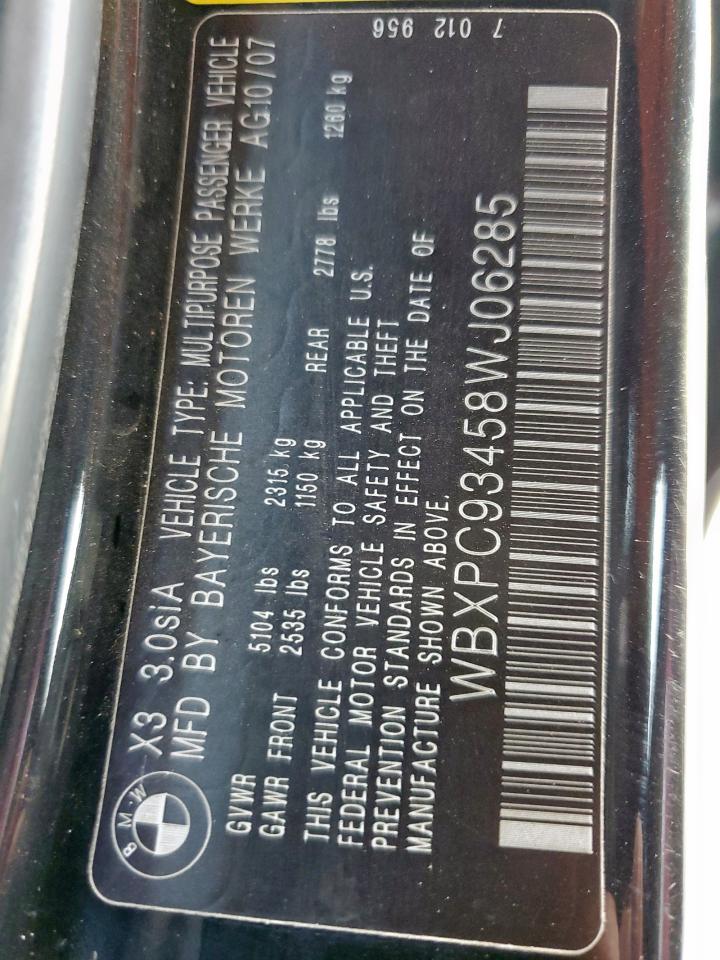 BMW
X3 3.0siA VEHICLE TYPE: MULTIPURPOSE PASSENGER VEHICLE
MFD BY BAYERISCHE MOTOREN WERKE AG10/07
GVWR 5104 lbs 2315 kg
GAWR FRONT 2535 lbs 1150 kg REAR 2778 lbs 1260 kg
THIS VEHICLE CONFORMS TO ALL APPLICABLE U.S.
FEDERAL MOTOR VEHICLE SAFETY AND THEFT
PREVENTION STANDARDS IN EFFECT ON THE DATE OF
MANUFACTURE SHOWN ABOVE.
WBXPC93458WJ06285
7 012 956